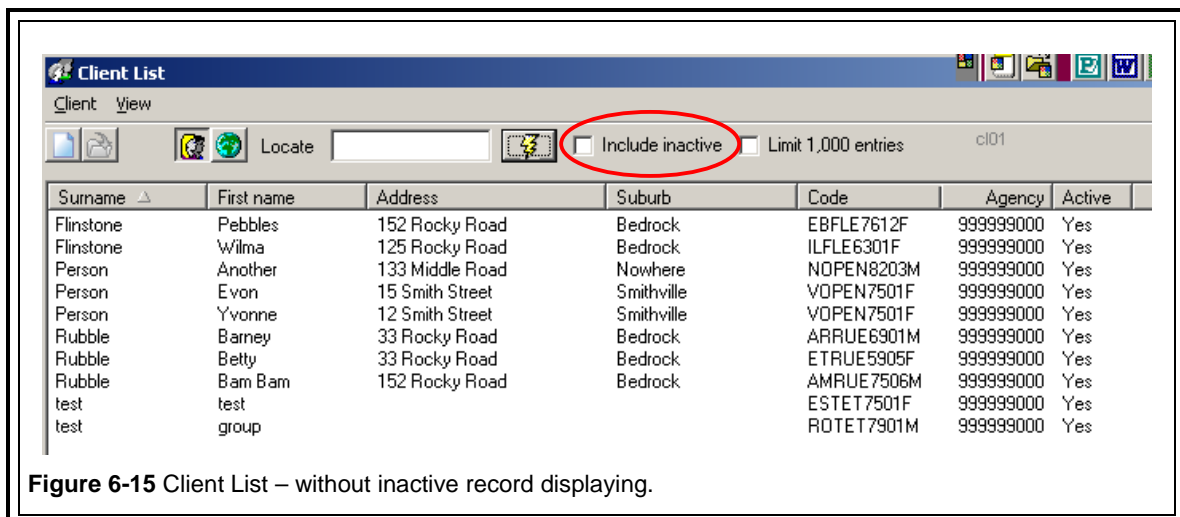 Client List
Client View
Locate Include inactive Limit 1,000 entries cl01
Surname First name Address Suburb Code Agency Active
Flinstone Pebbles 152 Rocky Road Bedrock EBFLE7612F 999999000 Yes
Flinstone Wilma 125 Rocky Road Bedrock ILFLE6301F 999999000 Yes
Person Another 133 Middle Road Nowhere NOPEN8203M 999999000 Yes
Person Evon 15 Smith Street Smithville VOPEN7501F 999999000 Yes
Person Yvonne 12 Smith Street Smithville VOPEN7501F 999999000 Yes
Rubble Barney 33 Rocky Road Bedrock ARRUE6901M 999999000 Yes
Rubble Betty 33 Rocky Road Bedrock ETRUE5905F 999999000 Yes
Rubble Bam Bam 152 Rocky Road Bedrock AMRUE7506M 999999000 Yes
test test ESTET7501F 999999000 Yes
test group ROTET7901M 999999000 Yes
Figure 6-15 Client List – without inactive record displaying.